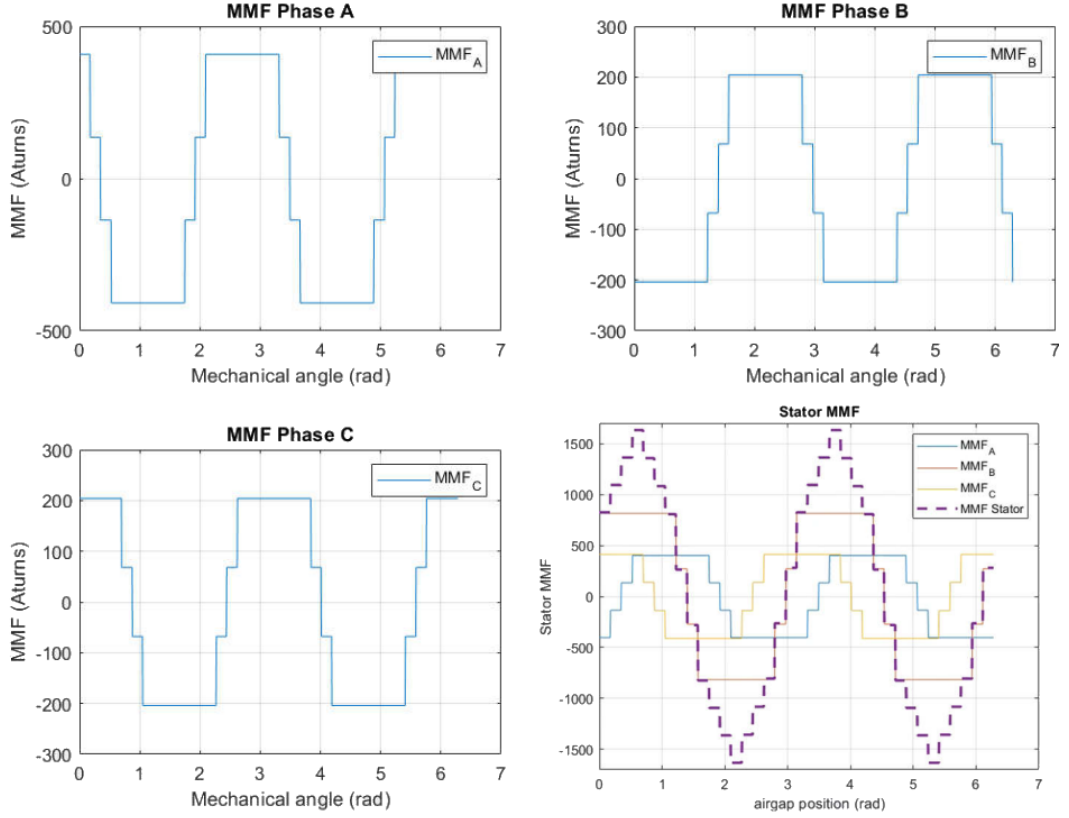 MMF Phase A
MMF (Aturns)
500
0
-500
MMF_A
0 1 2 3 4 5 6 7
Mechanical angle (rad)
MMF Phase B
MMF (Aturns)
300
200
100
0
-100
-200
-300
MMF_B
0 1 2 3 4 5 6 7
Mechanical angle (rad)
MMF Phase C
MMF (Aturns)
300
200
100
0
-100
-200
-300
MMF_C
0 1 2 3 4 5 6 7
Mechanical angle (rad)
Stator MMF
Stator MMF
1500
1000
500
0
-500
-1000
-1500
MMF_A
MMF_B
MMF_C
MMF Stator
0 1 2 3 4 5 6 7
airgap position (rad)